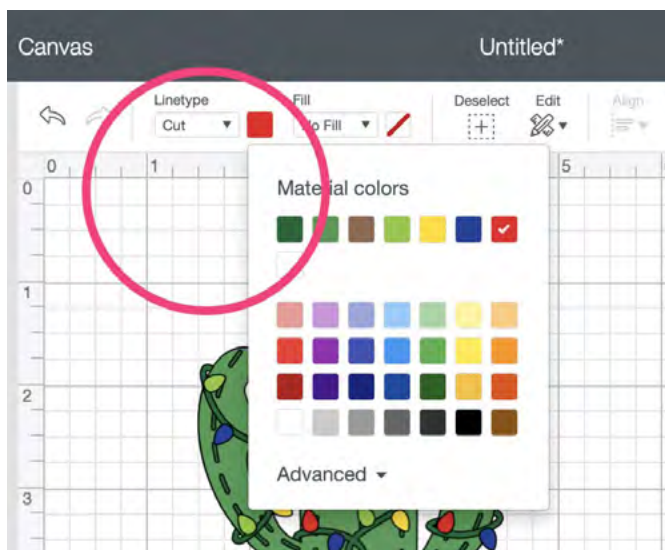 Canvas Untitled*
Linetype Fill Deselect Edit Align
Cut No Fill
0 1 5
0
Material colors
1
2
Advanced
3